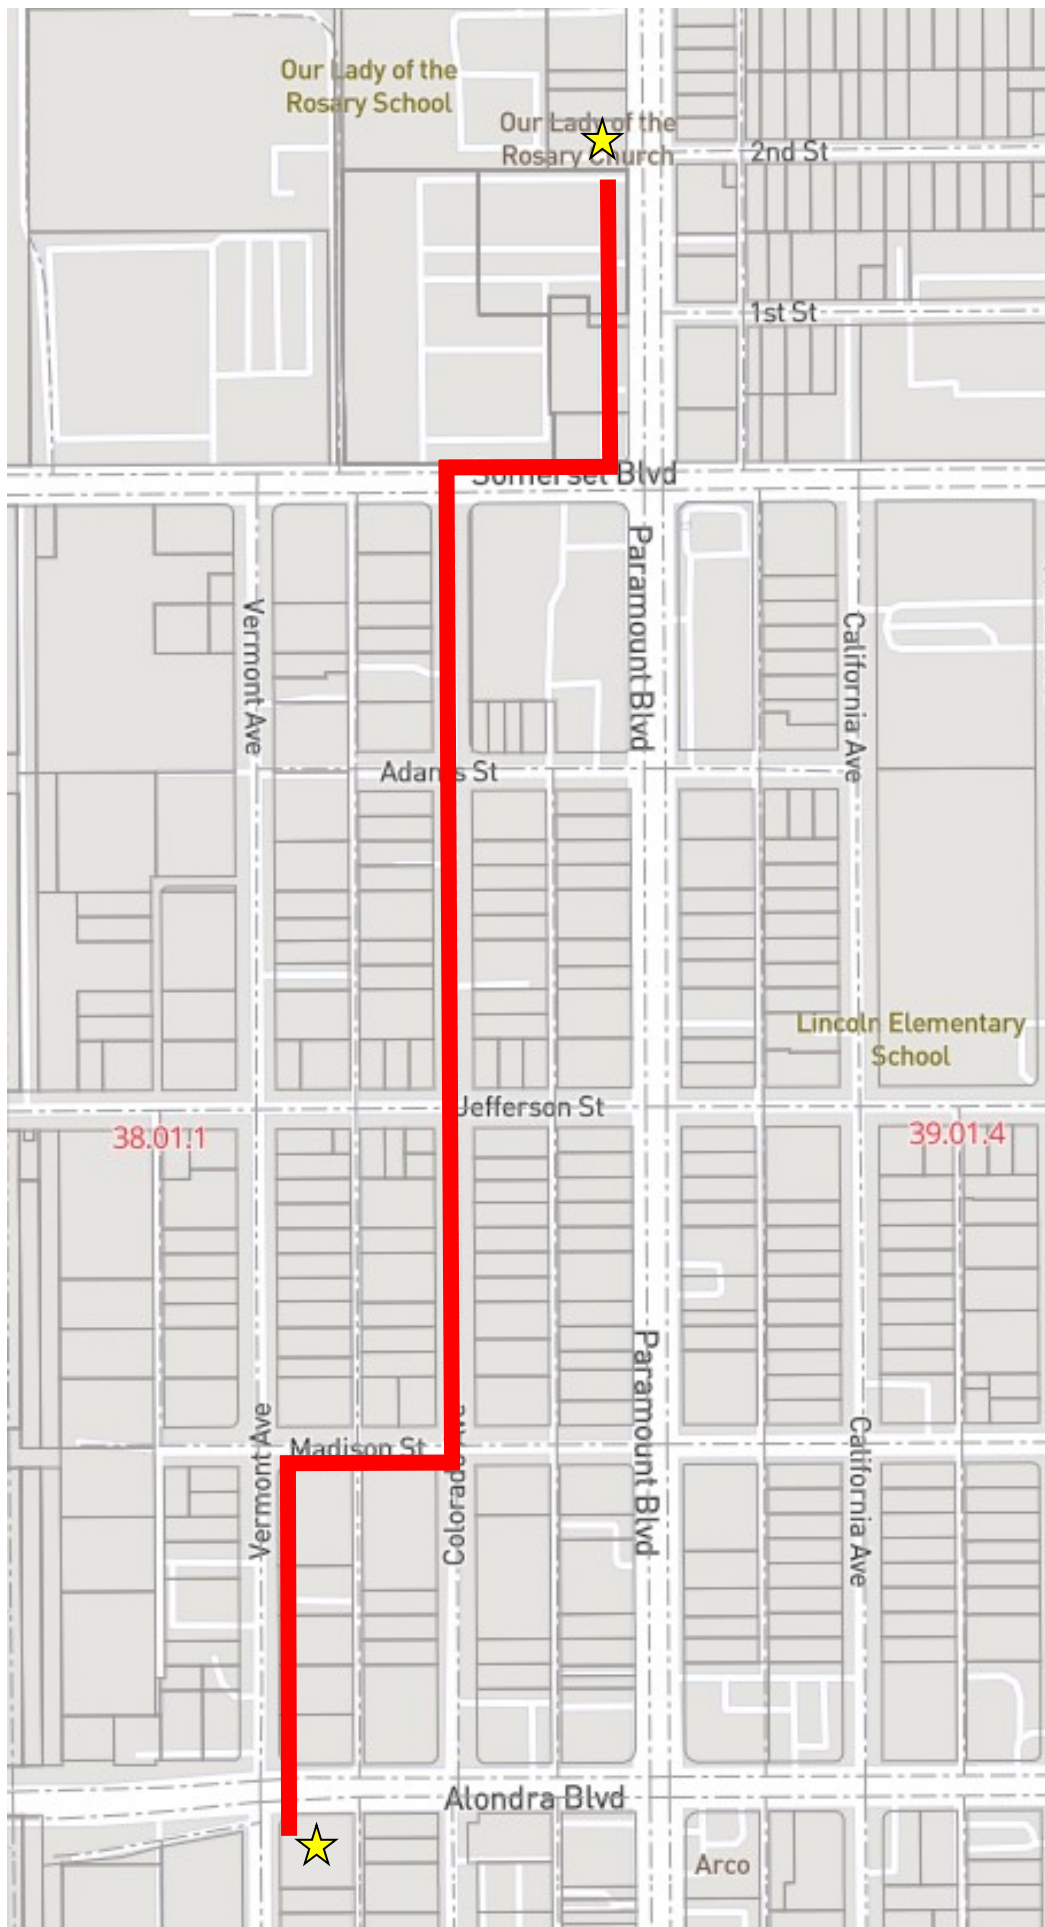 Our Lady of the
Rosary School
Our Lady of the
Rosary Church
2nd St
1st St
Somerset Blvd
Paramount Blvd
Vermont Ave
California Ave
Adams St
Lincoln Elementary
School
Jefferson St
38.01.1
39.01.4
Paramount Blvd
Vermont Ave
Madison St
Colorado Ave
California Ave
Alondra Blvd
Arco